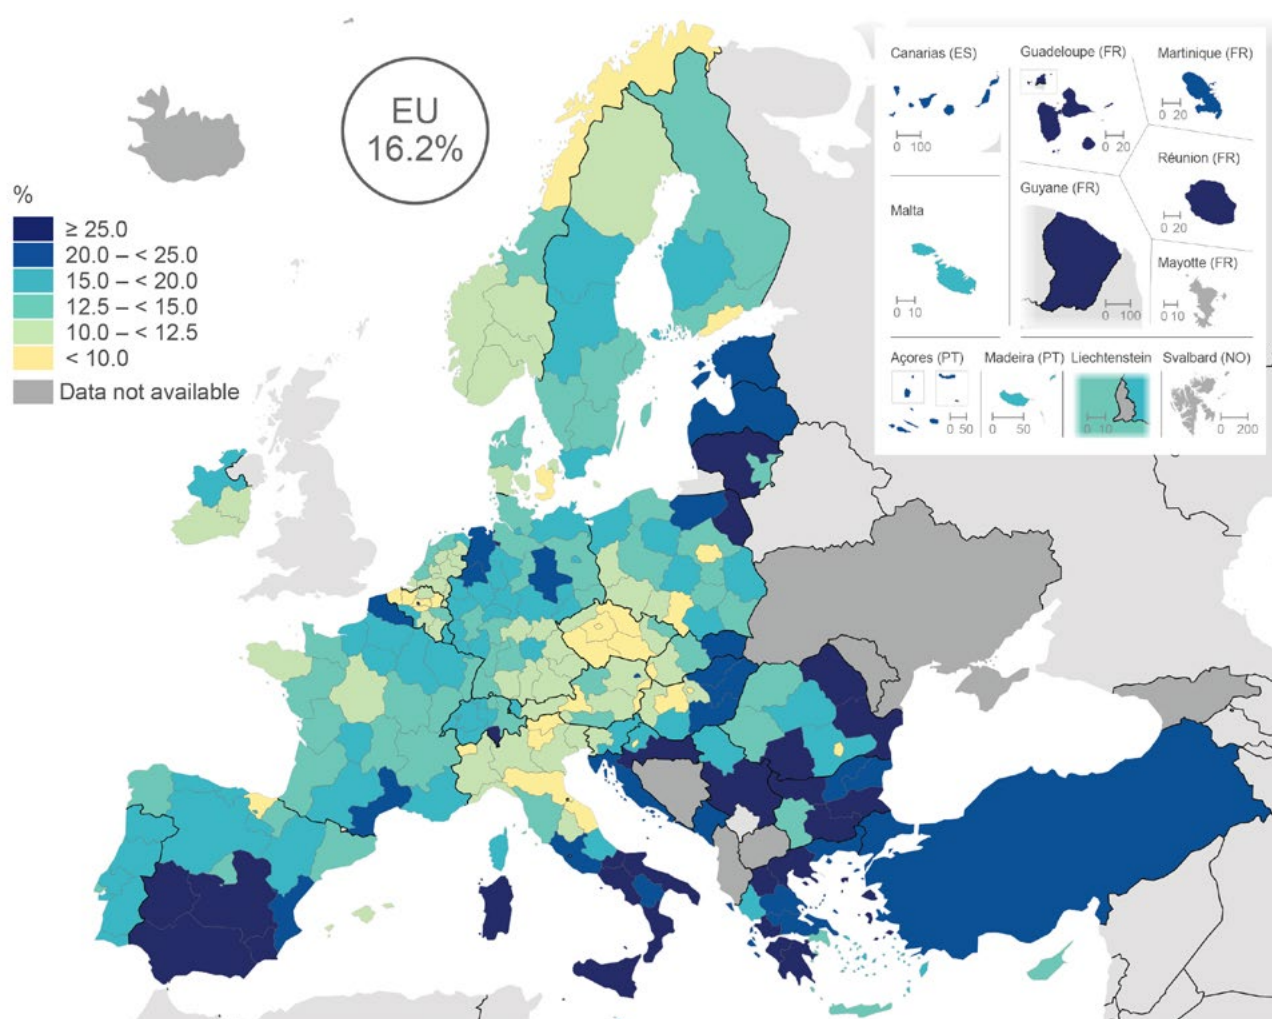 EU
16.2%
%
≥ 25.0
20.0 – < 25.0
15.0 – < 20.0
12.5 – < 15.0
10.0 – < 12.5
< 10.0
Data not available
Canarias (ES)
0 100
Guadeloupe (FR)
0 20
Martinique (FR)
0 20
Réunion (FR)
0 20
Malta
0 10
Guyane (FR)
0 100
Mayotte (FR)
0 10
Açores (PT)
0 50
Madeira (PT)
0 50
Liechtenstein
0 10
Svalbard (NO)
0 200